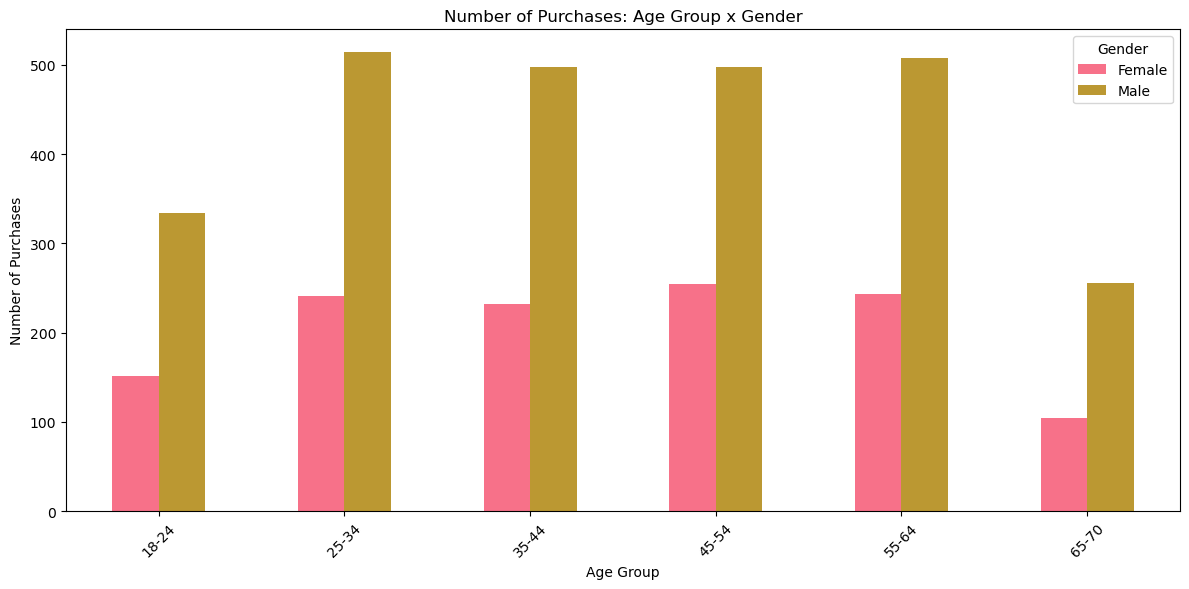 Number of Purchases: Age Group x Gender
Gender
Female
Male
Number of Purchases
500
400
300
200
100
0
18-24
25-34
35-44
45-54
55-64
65-70
Age Group